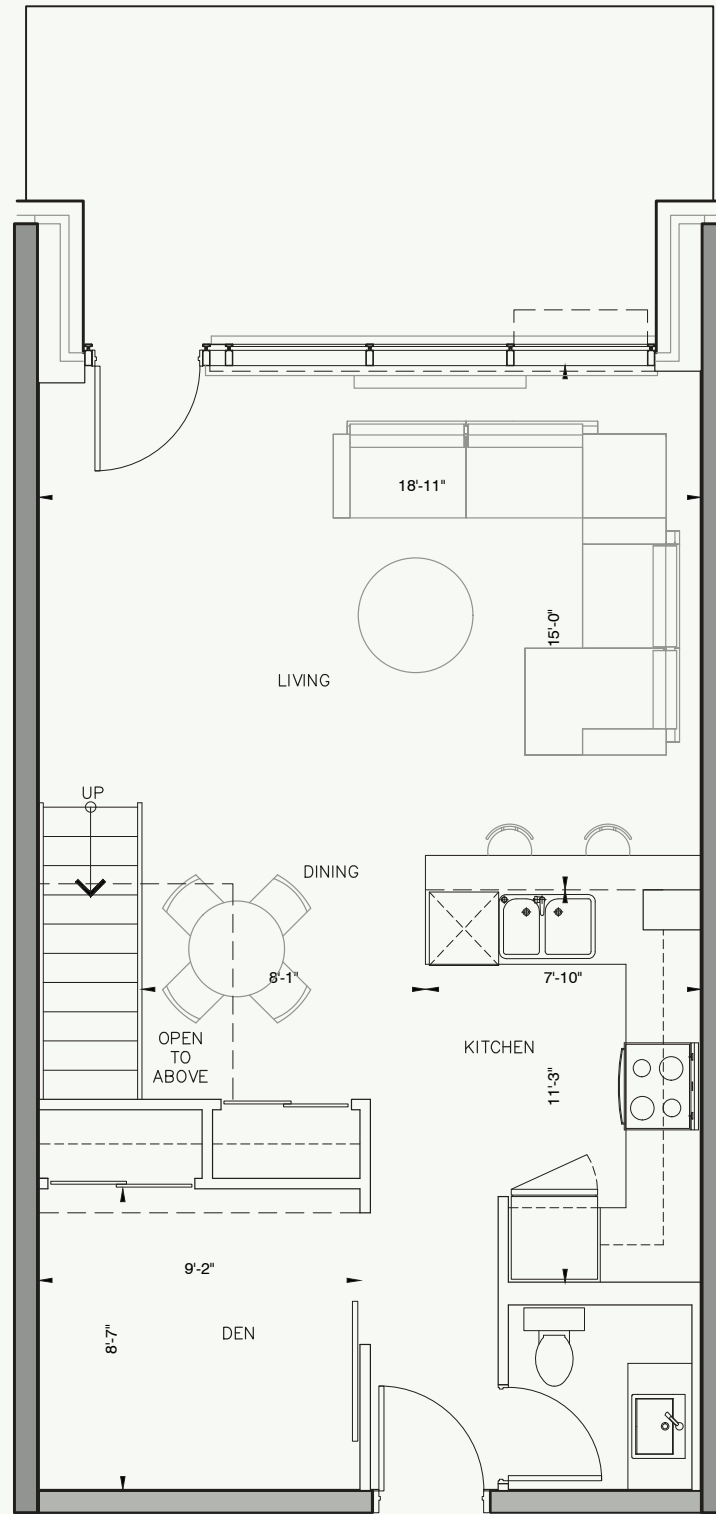 18'-11"
15'-0"
LIVING
UP
DINING
8'-1"
7'-10"
OPEN
TO
ABOVE
KITCHEN
11'-3"
9'-2"
8'-7"
DEN